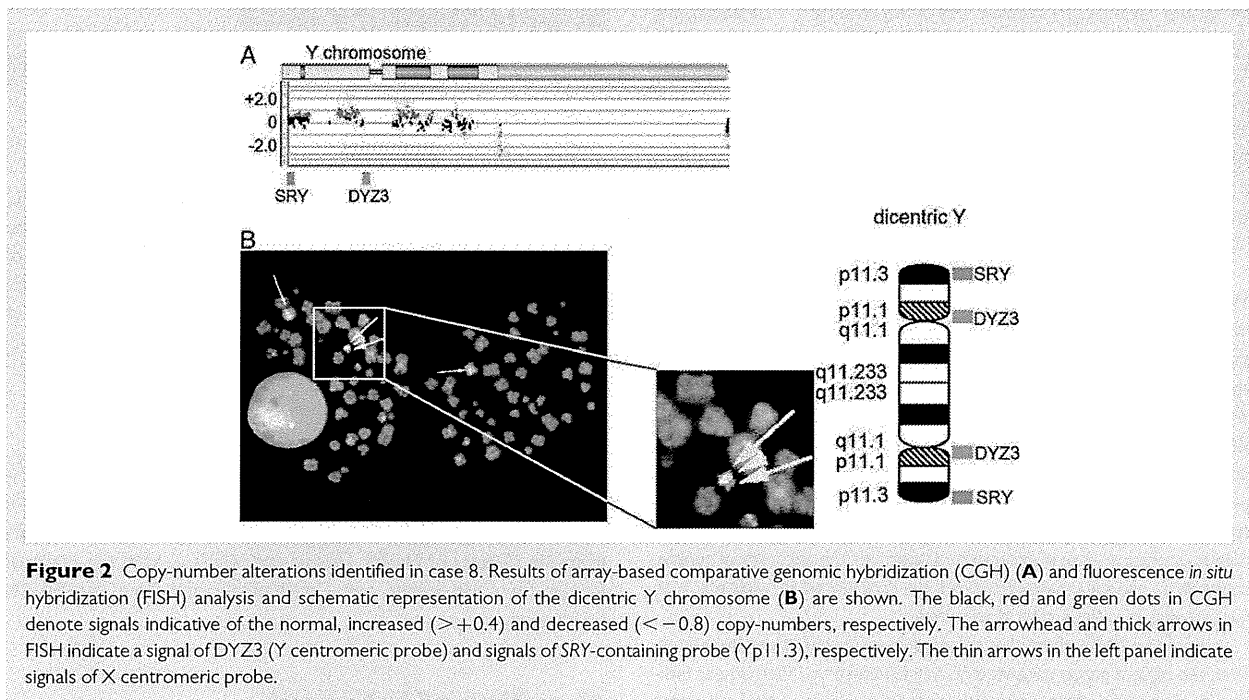 A
Y chromosome
+2.0
0
-2.0
SRY
DYZ3
B
dicentric Y
p11.3
SRY
p11.1
DYZ3
q11.1
q11.233
q11.233
q11.1
DYZ3
p11.1
p11.3
SRY
Figure 2 Copy-number alterations identified in case 8. Results of array-based comparative genomic hybridization (CGH) (A) and fluorescence in situ
hybridization (FISH) analysis and schematic representation of the dicentric Y chromosome (B) are shown. The black, red and green dots in CGH
denote signals indicative of the normal, increased (>+0.4) and decreased (<−0.8) copy-numbers, respectively. The arrowhead and thick arrows in
FISH indicate a signal of DYZ3 (Y centromeric probe) and signals of SRY-containing probe (Yp11.3), respectively. The thin arrows in the left panel indicate
signals of X centromeric probe.